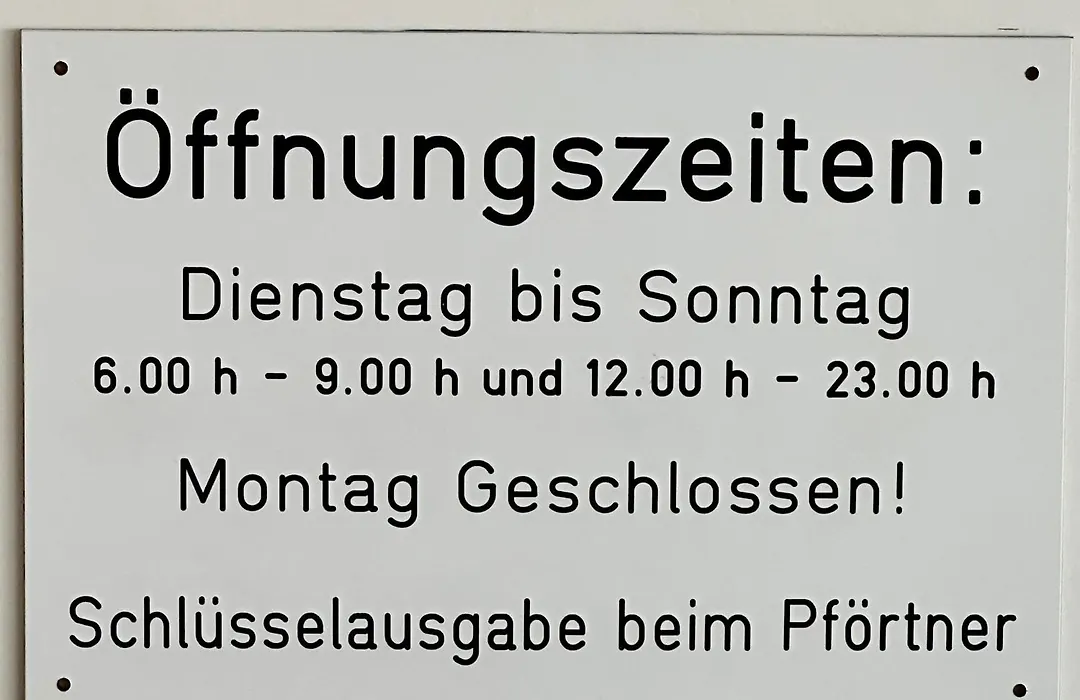 Öffnungszeiten:
Dienstag bis Sonntag
6.00 h – 9.00 h und 12.00 h – 23.00 h
Montag Geschlossen!
Schlüsselausgabe beim Pförtner